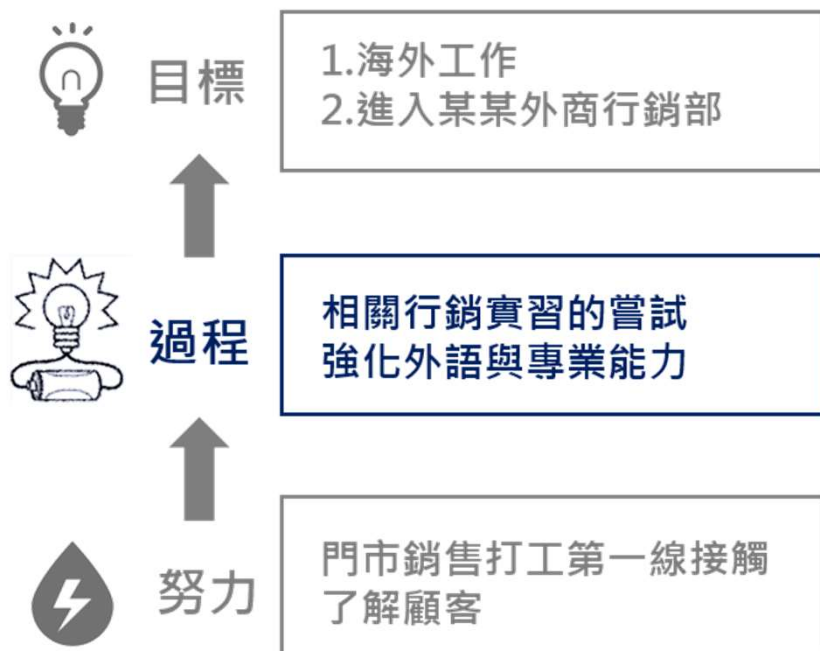 目標
1.海外工作
2.進入某某外商行銷部
過程
相關行銷實習的嘗試
強化外語與專業能力
努力
門市銷售打工第一線接觸
了解顧客